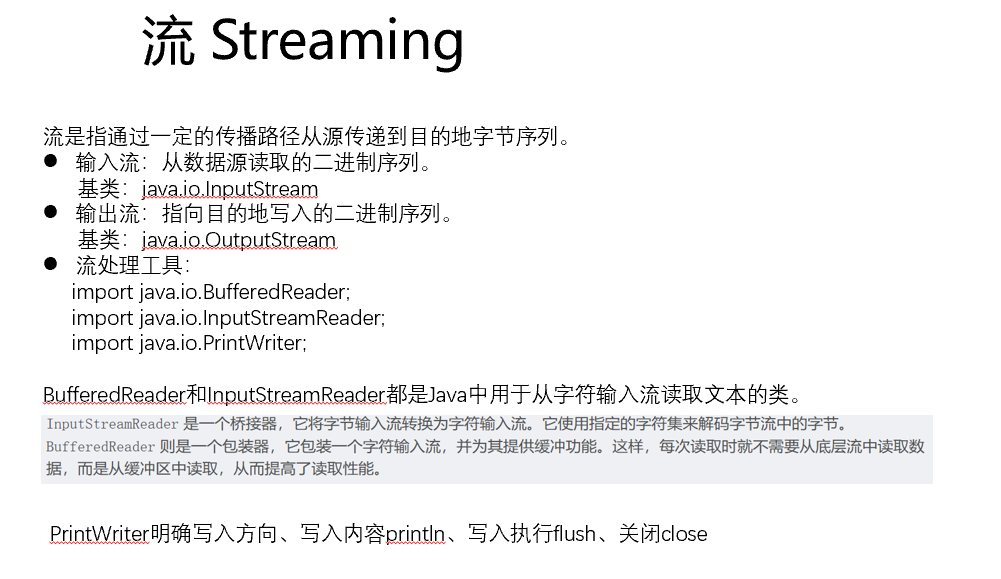 流 Streaming
流是指通过一定的传播路径从源传递到目的地字节序列。
● 输入流：从数据源读取的二进制序列。
基类：java.io.InputStream
● 输出流：指向目的地写入的二进制序列。
基类：java.io.OutputStream
● 流处理工具：
import java.io.BufferedReader;
import java.io.InputStreamReader;
import java.io.PrintWriter;
BufferedReader和InputStreamReader都是Java中用于从字符输入流读取文本的类。
InputStreamReader 是一个桥接器，它将字节输入流转换为字符输入流。它使用指定的字符集来解码字节流中的字节。
BufferedReader 则是一个包装器，它包装一个字符输入流，并为其提供缓冲功能。这样，每次读取时就不需要从底层流中读取数
据，而是从缓冲区中读取，从而提高了读取性能。
PrintWriter明确写入方向、写入内容println、写入执行flush、关闭close